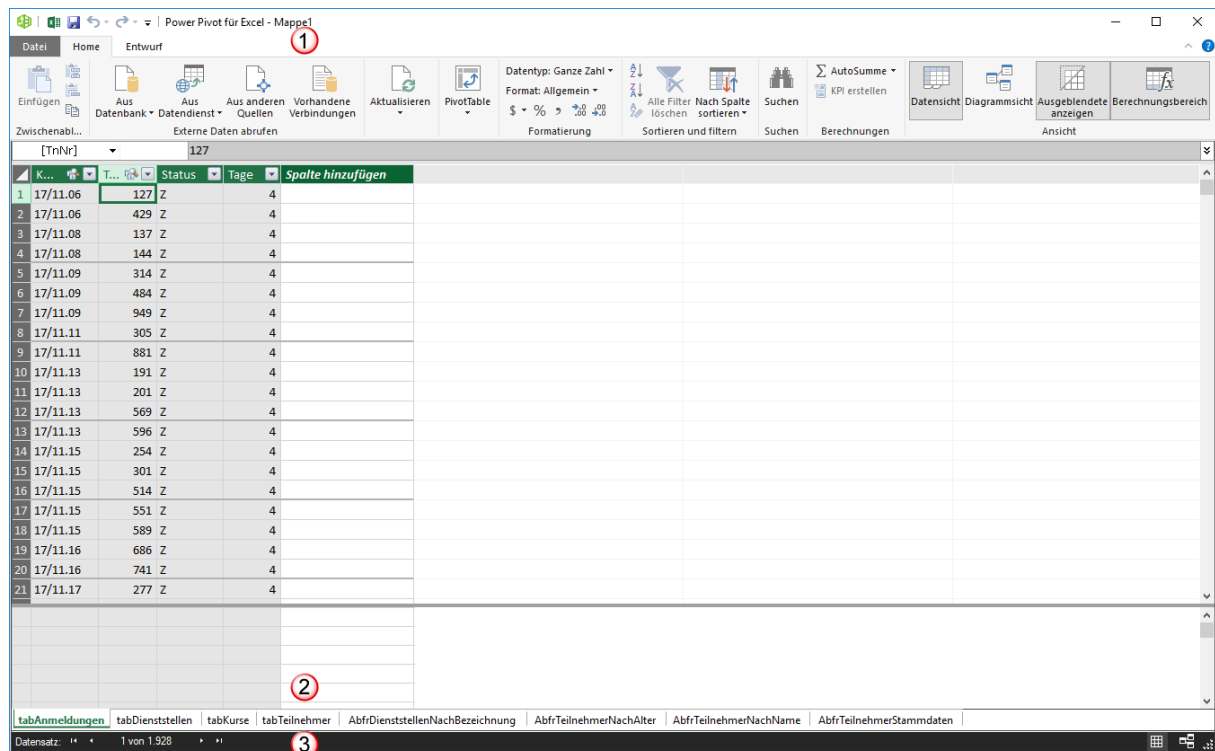 Power Pivot für Excel - Mappe1
1
Datei Home Entwurf
Einfügen
Zwischenabl...
Aus Datenbank
Aus Datendienst
Aus anderen Quellen
Vorhandene Verbindungen
Externe Daten abrufen
Aktualisieren
PivotTable
Datentyp: Ganze Zahl
Format: Allgemein
$ % , .00 .00
Formatierung
Alle Filter löschen
Nach Spalte sortieren
Sortieren und filtern
Suchen
Suchen
∑ AutoSumme
KPI erstellen
Berechnungen
Datensicht
Diagrammsicht
Ausgeblendete anzeigen
Berechnungsbereich
Ansicht
[TnNr] 127
K... T... Status Tage Spalte hinzufügen
1 17/11.06 127 Z 4
2 17/11.06 429 Z 4
3 17/11.08 137 Z 4
4 17/11.08 144 Z 4
5 17/11.09 314 Z 4
6 17/11.09 484 Z 4
7 17/11.09 949 Z 4
8 17/11.11 305 Z 4
9 17/11.11 881 Z 4
10 17/11.13 191 Z 4
11 17/11.13 201 Z 4
12 17/11.13 569 Z 4
13 17/11.13 596 Z 4
14 17/11.15 254 Z 4
15 17/11.15 301 Z 4
16 17/11.15 514 Z 4
17 17/11.15 551 Z 4
18 17/11.15 589 Z 4
19 17/11.16 686 Z 4
20 17/11.16 741 Z 4
21 17/11.17 277 Z 4
2
tabAnmeldungen tabDienststellen tabKurse tabTeilnehmer AbfrDienststellenNachBezeichnung AbfrTeilnehmerNachAlter AbfrTeilnehmerNachName AbfrTeilnehmerStammdaten
Datensatz: 1 von 1.928
3